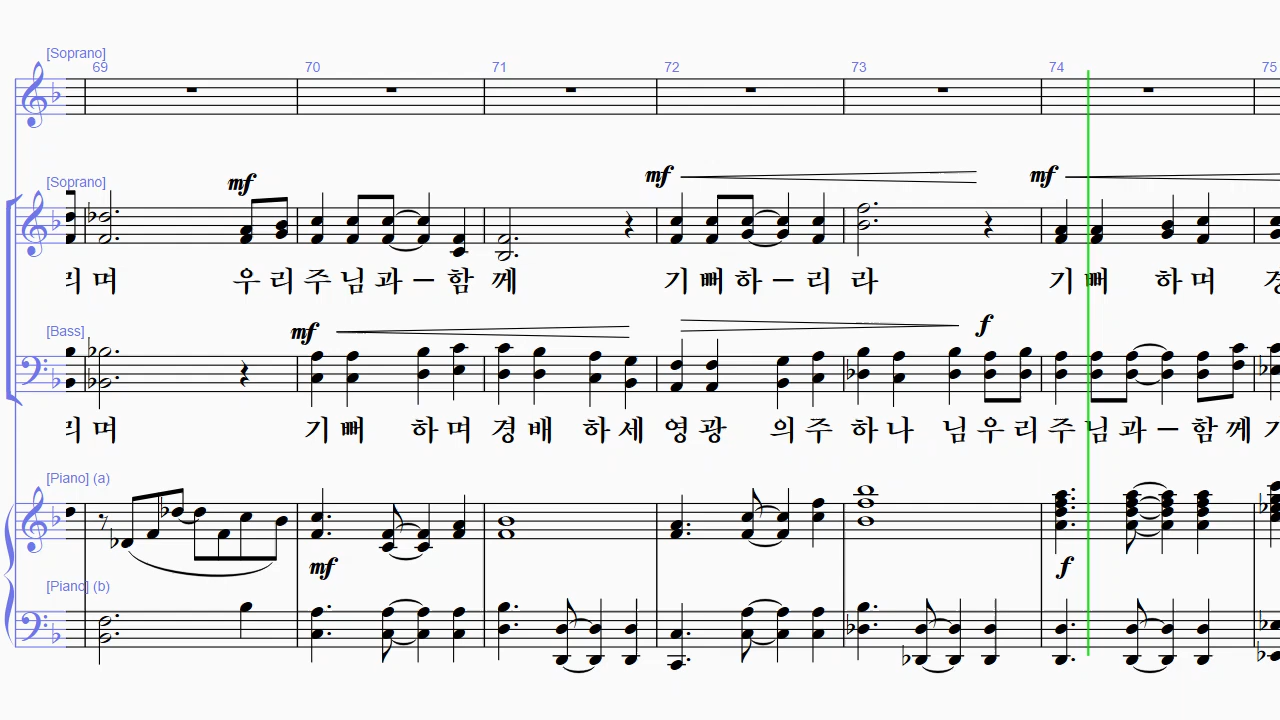 [Soprano]
69 70 71 72 73 74 75
[Soprano]
mf mf mf
며 우리주님과–함 께 기뻐하–리 라 기뻐 하며
[Bass]
mf f
며 기뻐 하며 경배 하세 영광 의주 하나 님우리주님과–함께
[Piano] (a)
mf f
[Piano] (b)